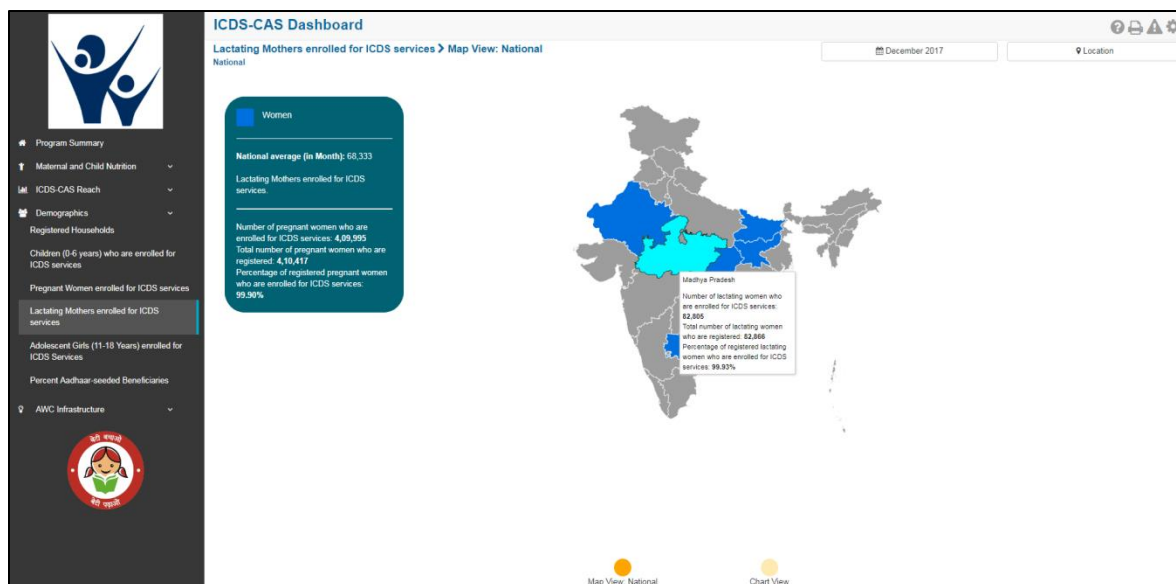 ICDS-CAS Dashboard
Lactating Mothers enrolled for ICDS services > Map View: National
National
December 2017
Location
Program Summary
Maternal and Child Nutrition
ICDS-CAS Reach
Demographics
Registered Households
Children (0-6 years) who are enrolled for
ICDS services
Pregnant Women enrolled for ICDS services
Lactating Mothers enrolled for ICDS
services
Adolescent Girls (11-18 Years) enrolled for
ICDS Services
Percent Aadhaar-seeded Beneficiaries
AWC Infrastructure
बेटी बचाओ
बेटी पढ़ाओ
Women
National average (in Month): 68,333
Lactating Mothers enrolled for ICDS
services.
Number of pregnant women who are
enrolled for ICDS services: 4,09,995
Total number of pregnant women who are
registered: 4,10,417
Percentage of registered pregnant women
who are enrolled for ICDS services:
99.90%
Madhya Pradesh
Number of lactating women who
are enrolled for ICDS services:
82,805
Total number of lactating women
who are registered: 82,866
Percentage of registered lactating
women who are enrolled for ICDS
services: 99.93%
Map View: National
Chart View